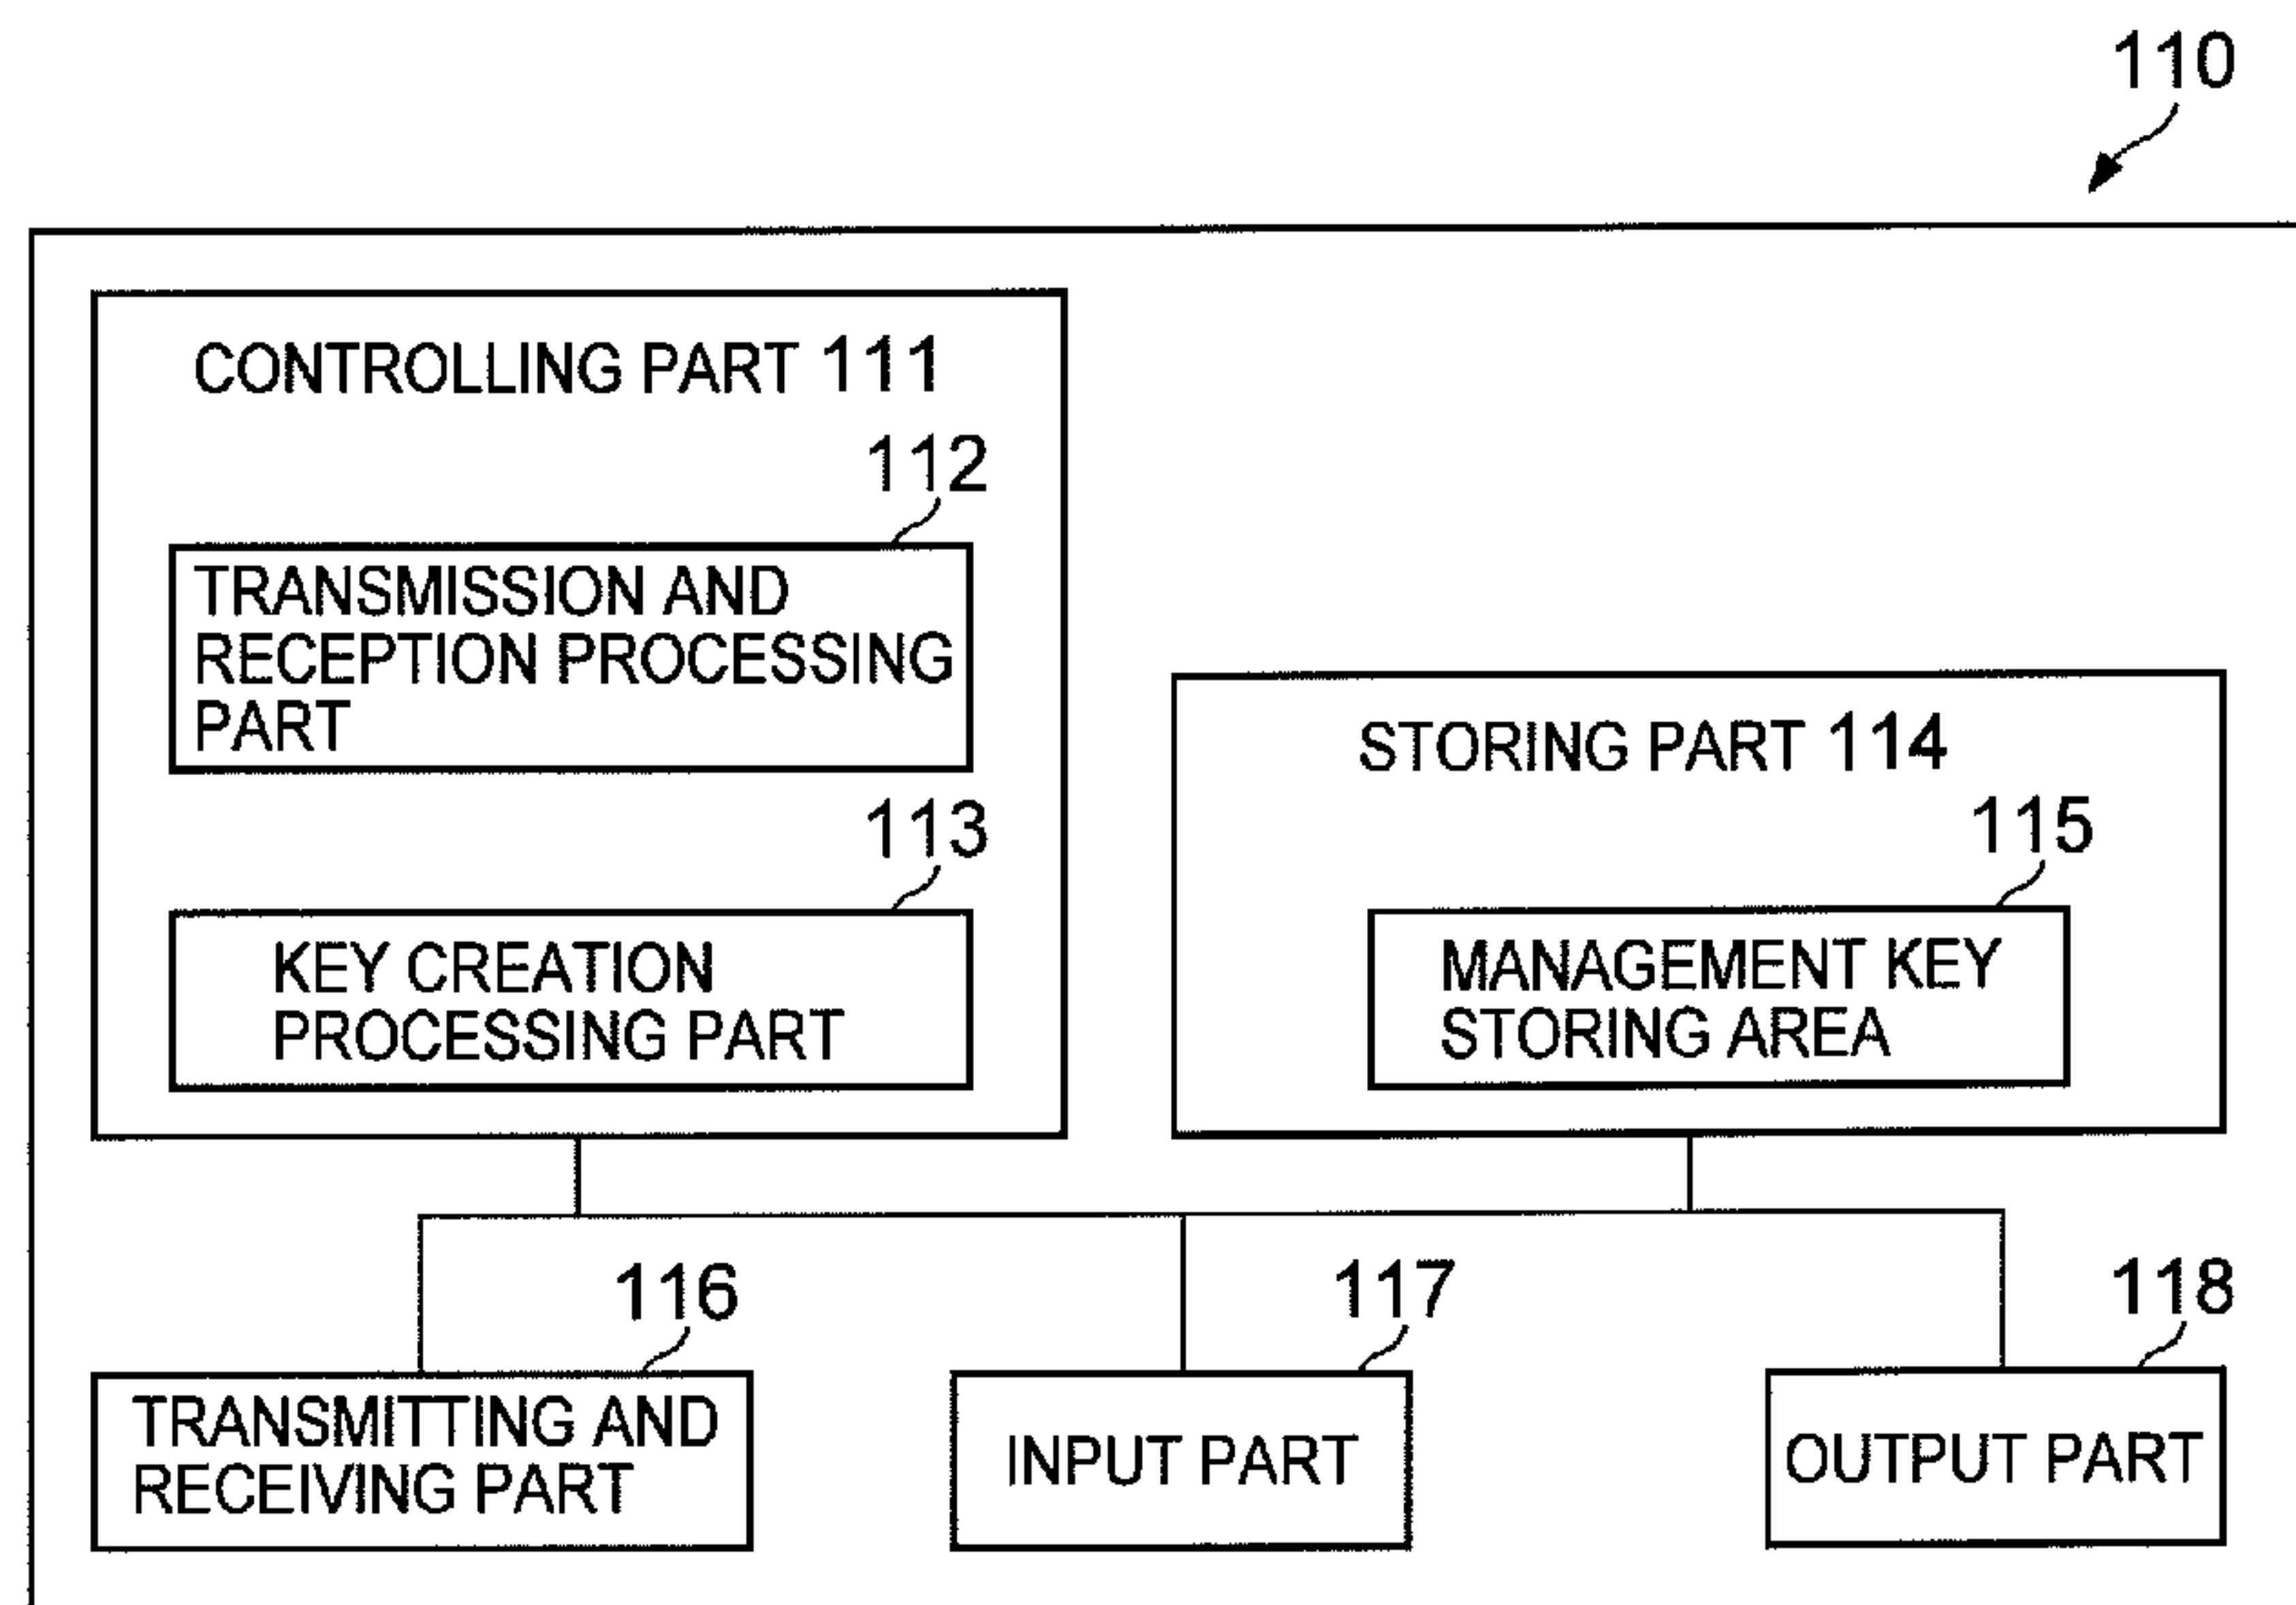 110
CONTROLLING PART 111
112
TRANSMISSION AND
RECEPTION PROCESSING
PART
113
KEY CREATION
PROCESSING PART
STORING PART 114
115
MANAGEMENT KEY
STORING AREA
116
TRANSMITTING AND
RECEIVING PART
117
INPUT PART
118
OUTPUT PART